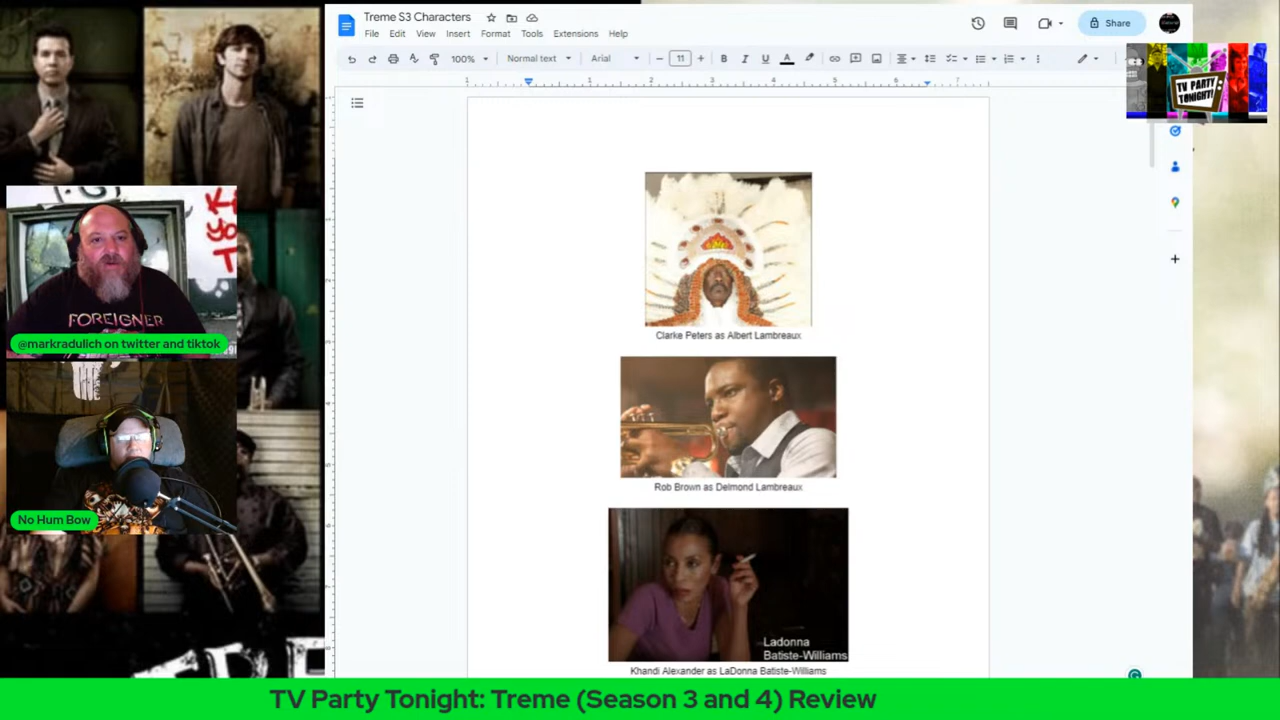 Treme S3 Characters
File Edit View Insert Format Tools Extensions Help
Share
100% Normal text Arial 11 B I U A
TV PARTY
TONIGHT!
Clarke Peters as Albert Lambreaux
Rob Brown as Delmond Lambreaux
Ladonna
Batiste-Williams
Khandi Alexander as LaDonna Batiste-Williams
FOREIGNER
@markradulich on twitter and tiktok
No Hum Bow
TV Party Tonight: Treme (Season 3 and 4) Review